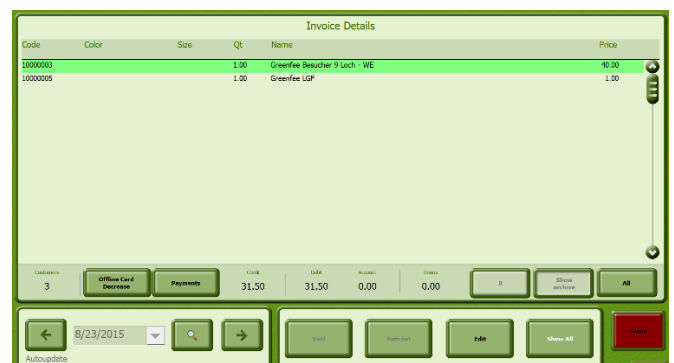 Invoice Details
Code Color Size Qt Name Price
10000003 1.00 Greenfee Besucher 9 Loch - WE 40.00
10000005 1.00 Greenfee LGF 1.00
Customers Credit Debit Account
3 Offline Card Decrease Payments 31.50 31.50 0.00 0.00 R Show archive All
8/23/2015 Send Edit Show All Close
Autoupdate